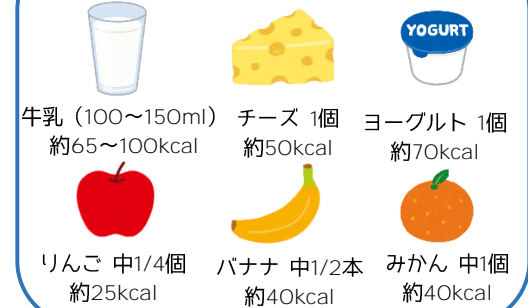 YOGURT
牛乳（100～150ml） チーズ 1個 ヨーグルト 1個
約65～100kcal 約50kcal 約70kcal
りんご 中1/4個 バナナ 中1/2本 みかん 中1個
約25kcal 約40kcal 約40kcal